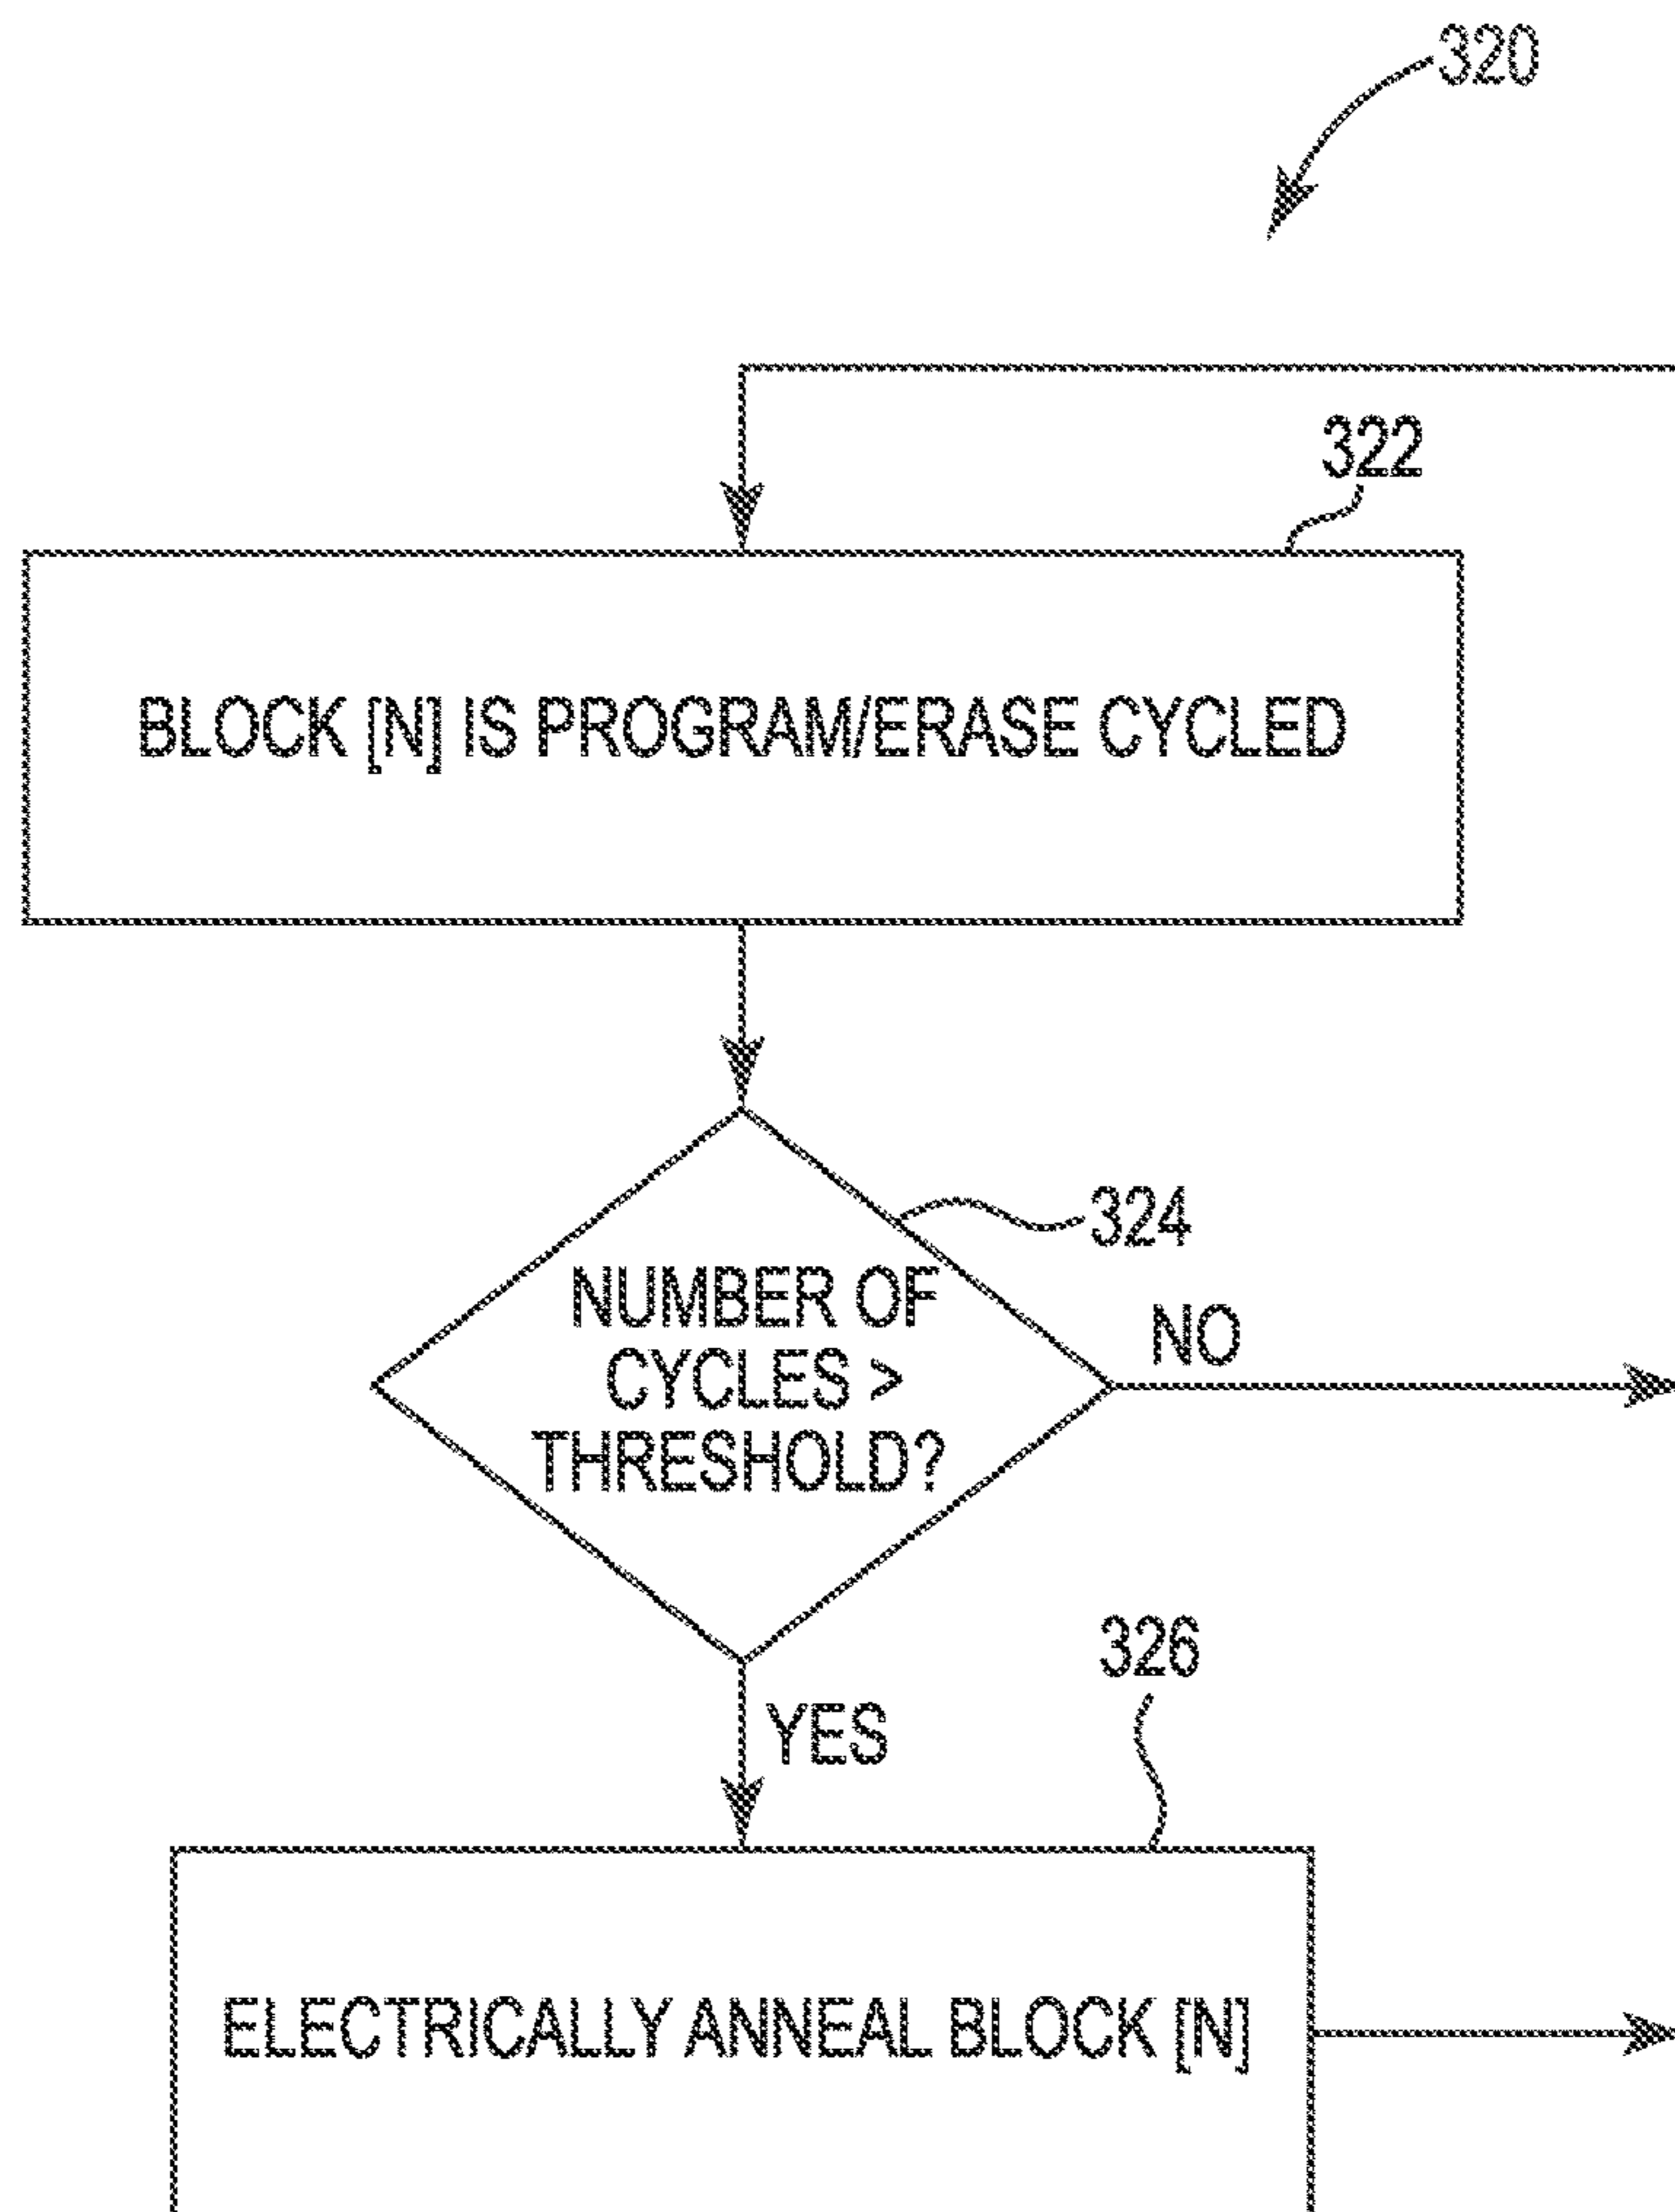 320
322
BLOCK [N] IS PROGRAM/ERASE CYCLED
324
NUMBER OF
CYCLES >
THRESHOLD?
NO
326
YES
ELECTRICALLY ANNEAL BLOCK [N]